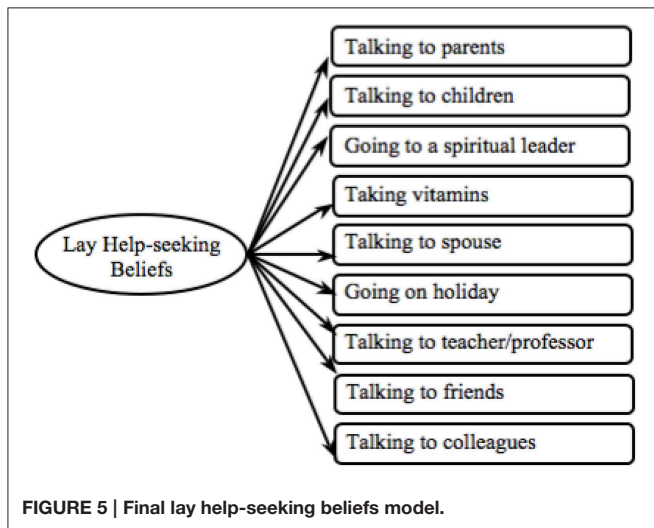 Talking to parents
Talking to children
Going to a spiritual leader
Taking vitamins
Lay Help-seeking
Beliefs
Talking to spouse
Going on holiday
Talking to teacher/professor
Talking to friends
Talking to colleagues
FIGURE 5 | Final lay help-seeking beliefs model.